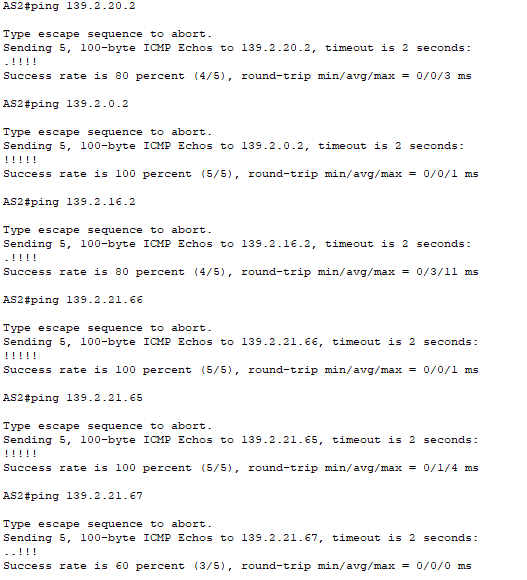 AS2#ping 139.2.20.2
Type escape sequence to abort.
Sending 5, 100-byte ICMP Echos to 139.2.20.2, timeout is 2 seconds:
.!!!!
Success rate is 80 percent (4/5), round-trip min/avg/max = 0/0/3 ms
AS2#ping 139.2.0.2
Type escape sequence to abort.
Sending 5, 100-byte ICMP Echos to 139.2.0.2, timeout is 2 seconds:
!!!!!
Success rate is 100 percent (5/5), round-trip min/avg/max = 0/0/1 ms
AS2#ping 139.2.16.2
Type escape sequence to abort.
Sending 5, 100-byte ICMP Echos to 139.2.16.2, timeout is 2 seconds:
.!!!!
Success rate is 80 percent (4/5), round-trip min/avg/max = 0/3/11 ms
AS2#ping 139.2.21.66
Type escape sequence to abort.
Sending 5, 100-byte ICMP Echos to 139.2.21.66, timeout is 2 seconds:
!!!!!
Success rate is 100 percent (5/5), round-trip min/avg/max = 0/0/1 ms
AS2#ping 139.2.21.65
Type escape sequence to abort.
Sending 5, 100-byte ICMP Echos to 139.2.21.65, timeout is 2 seconds:
!!!!!
Success rate is 100 percent (5/5), round-trip min/avg/max = 0/1/4 ms
AS2#ping 139.2.21.67
Type escape sequence to abort.
Sending 5, 100-byte ICMP Echos to 139.2.21.67, timeout is 2 seconds:
..!!!
Success rate is 60 percent (3/5), round-trip min/avg/max = 0/0/0 ms